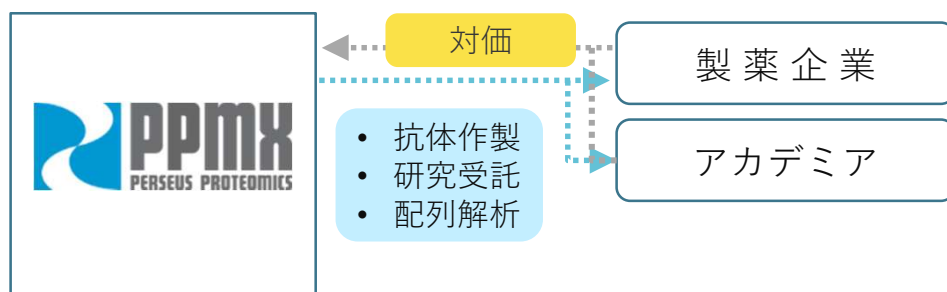 対価
製薬企業
PPMX
PERSEUS PROTEOMICS
• 抗体作製
• 研究受託
• 配列解析
アカデミア